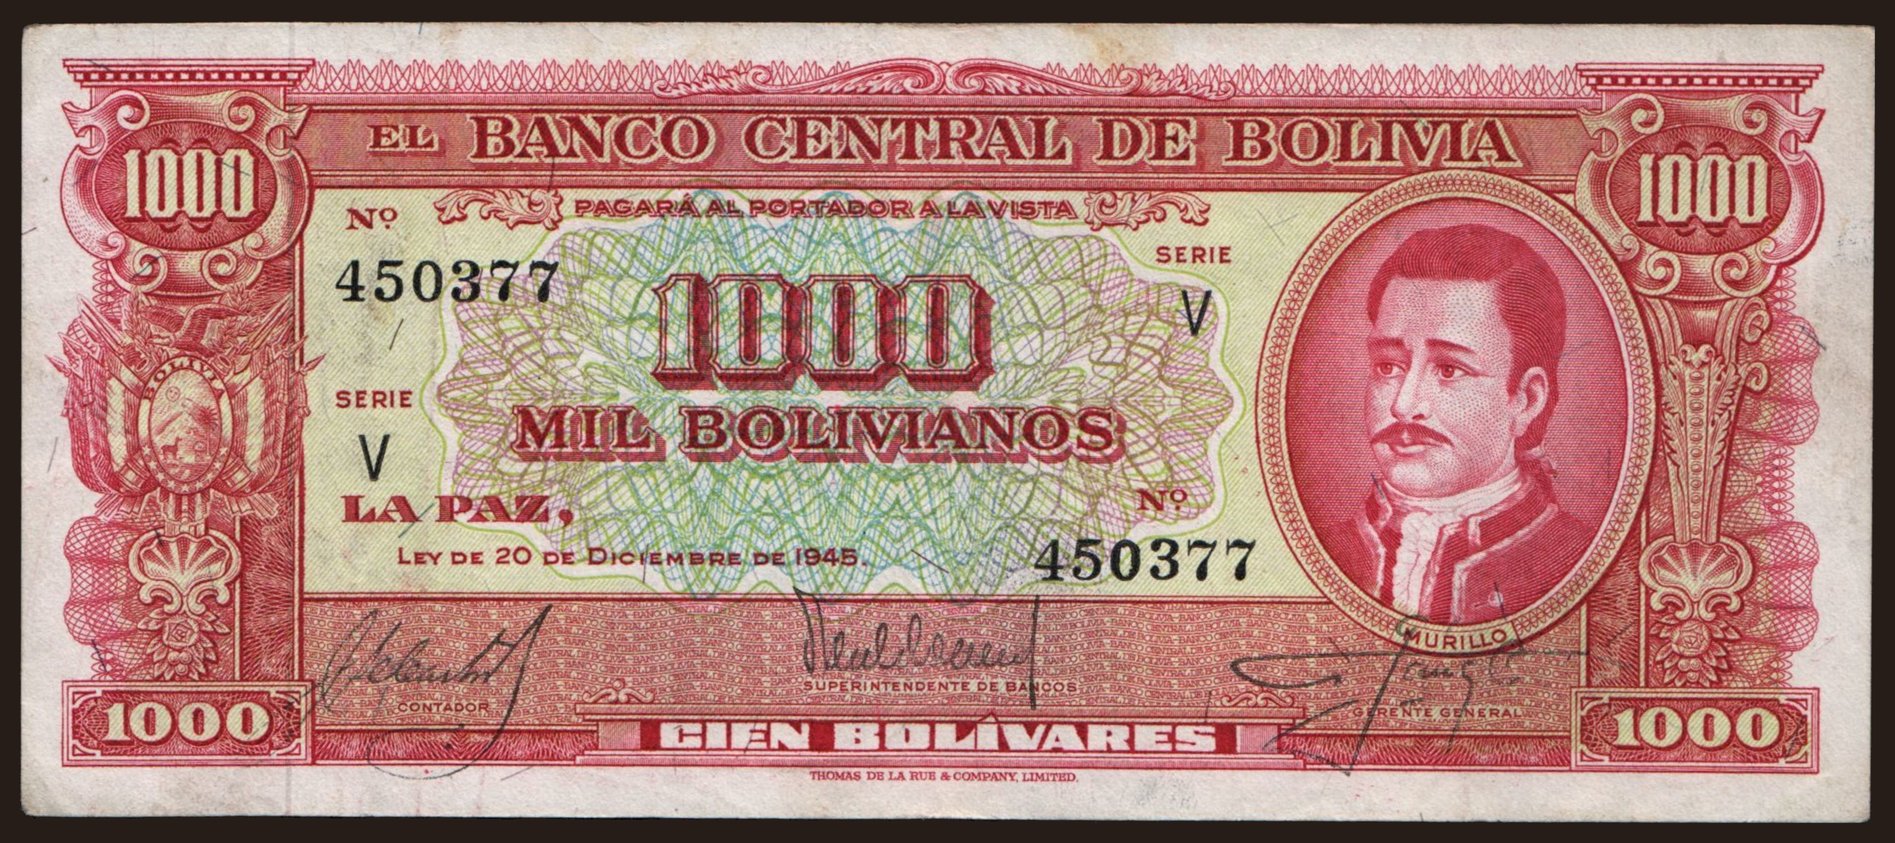 EL BANCO CENTRAL DE BOLIVIA
1000 1000
Nº PAGARÁ AL PORTADOR A LA VISTA
SERIE
450377 1000 V
BOLIVIA
SERIE
V MIL BOLIVIANOS
LA PAZ, Nº
LEY DE 20 DE DICIEMBRE DE 1945. 450377
MURILLO
SUPERINTENDENTE DE BANCOS
CONTADOR GERENTE GENERAL
1000 CIEN BOLÍVARES 1000
THOMAS DE LA RUE & COMPANY, LIMITED.